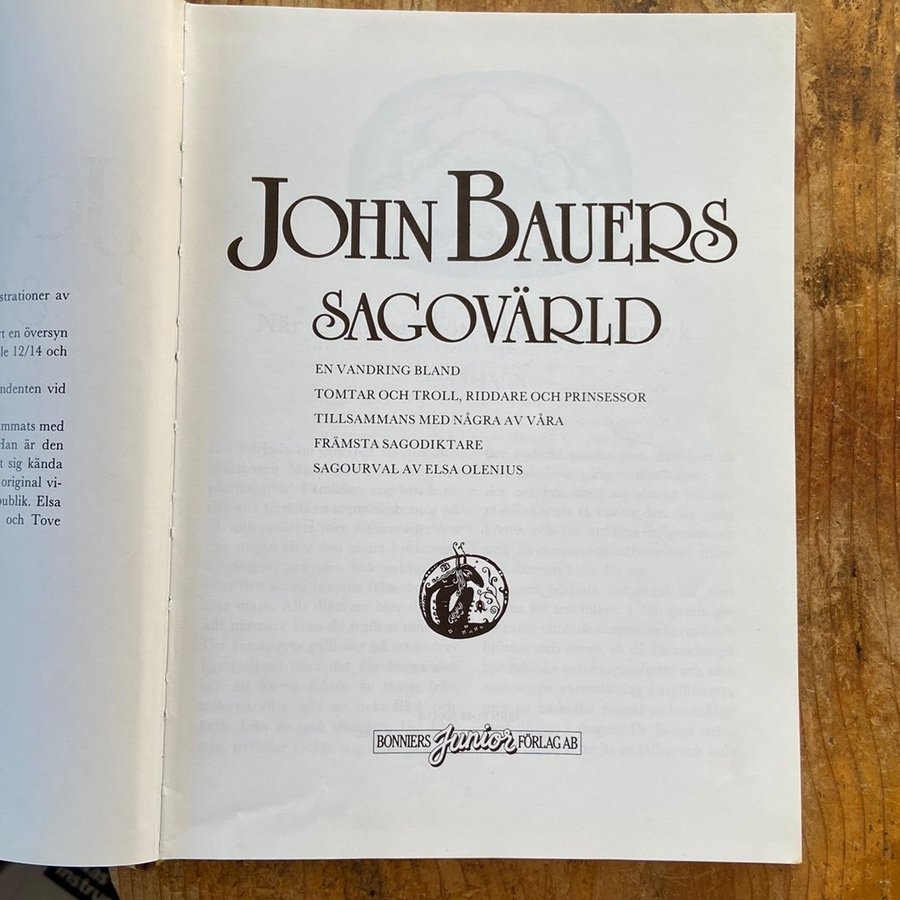 strationer av
t en översyn
le 12/14 och
ndenten vid
mmats med
Han är den
t sig kända
original vi-
publik. Elsa
och Tove
JOHN BAUERS
SAGOVÄRLD
EN VANDRING BLAND
TOMTAR OCH TROLL, RIDDARE OCH PRINSESSOR
TILLSAMMANS MED NÅGRA AV VÅRA
FRÄMSTA SAGODIKTARE
SAGOURVAL AV ELSA OLENIUS
BONNIERS Junior FÖRLAG AB